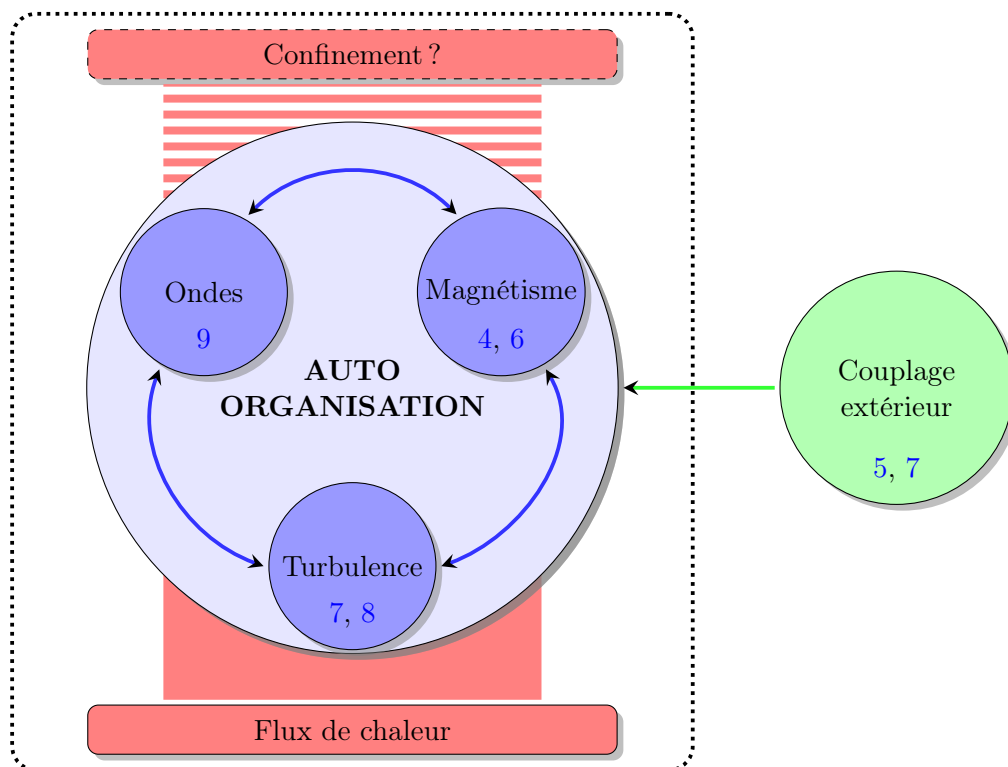 Confinement ?
Ondes
9
Magnétisme
4, 6
AUTO
ORGANISATION
Couplage
extérieur
5, 7
Turbulence
7, 8
Flux de chaleur